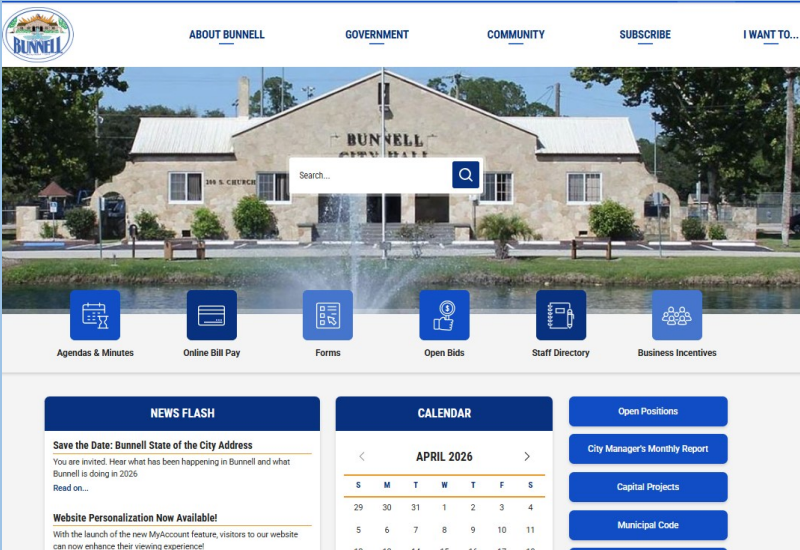 BUNNELL
ABOUT BUNNELL
GOVERNMENT
COMMUNITY
SUBSCRIBE
I WANT TO...
BUNNELL
CITY HALL
200 S. CHURCH
Search...
Agendas & Minutes
Online Bill Pay
Forms
Open Bids
Staff Directory
Business Incentives
NEWS FLASH
Save the Date: Bunnell State of the City Address
You are invited. Hear what has been happening in Bunnell and what
Bunnell is doing in 2026
Read on...
Website Personalization Now Available!
With the launch of the new MyAccount feature, visitors to our website
can now enhance their viewing experience!
CALENDAR
APRIL 2026
S M T W T F S
29 30 31 1 2 3 4
5 6 7 8 9 10 11
Open Positions
City Manager's Monthly Report
Capital Projects
Municipal Code